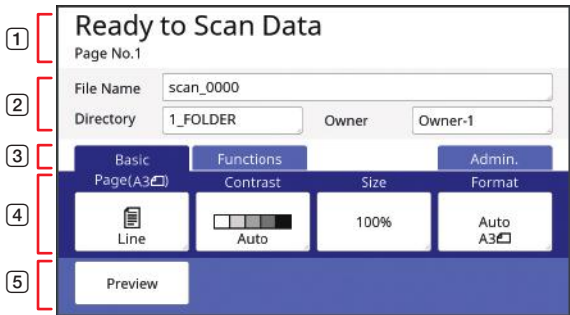 1
Ready to Scan Data
Page No.1
2
File Name scan_0000
Directory 1_FOLDER Owner Owner-1
3
Basic Functions Admin.
4
Page(A3) Contrast Size Format
Line Auto 100% Auto
A3
5
Preview